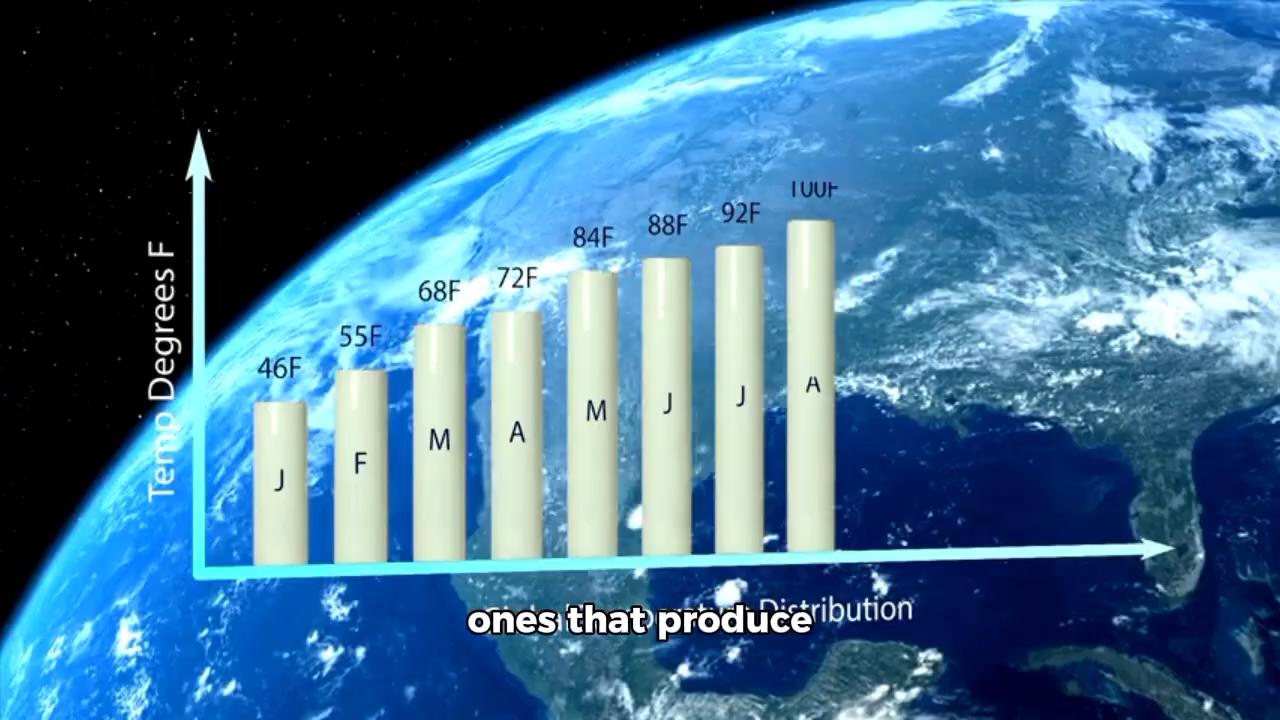 100F
92F
88F
84F
72F
68F
55F
46F
J
F
M
A
M
J
J
A
Temp Degrees F
Distribution
ones that produce